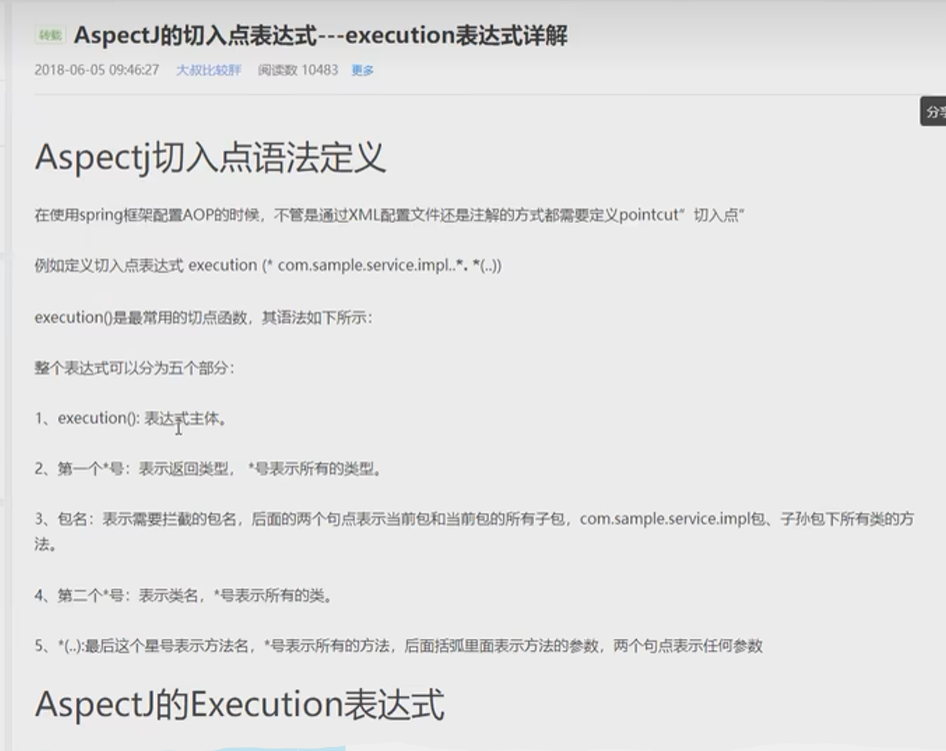 转载 AspectJ的切入点表达式---execution表达式详解
2018-06-05 09:46:27 大叔比较胖 阅读数 10483 更多
分享
Aspectj切入点语法定义
在使用spring框架配置AOP的时候，不管是通过XML配置文件还是注解的方式都需要定义pointcut”切入点”
例如定义切入点表达式 execution (* com.sample.service.impl..*. *(..))
execution()是最常用的切点函数，其语法如下所示：
整个表达式可以分为五个部分：
1、execution(): 表达式主体。
2、第一个*号：表示返回类型， *号表示所有的类型。
3、包名：表示需要拦截的包名，后面的两个句点表示当前包和当前包的所有子包，com.sample.service.impl包、子孙包下所有类的方
法。
4、第二个*号：表示类名，*号表示所有的类。
5、*(..):最后这个星号表示方法名，*号表示所有的方法，后面括弧里面表示方法的参数，两个句点表示任何参数
AspectJ的Execution表达式